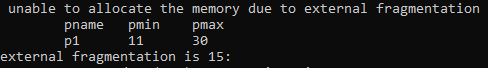 unable to allocate the memory due to external fragmentation
pname pmin pmax
p1 11 30
external fragmentation is 15: